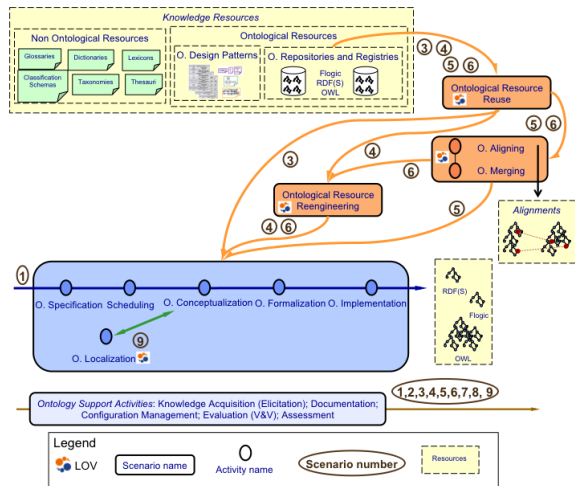 Knowledge Resources
Non Ontological Resources
Glossaries
Dictionaries
Lexicons
Classification
Schemas
Taxonomies
Thesauri
Ontological Resources
O. Design Patterns
O. Repositories and Registries
Flogic
RDF(S)
OWL
3 4
5 6
Ontological Resource
Reuse
5 6
3
4
O. Aligning
6
O. Merging
Ontological Resource
Reengineering
4 6
5
Alignments
1
O. Specification Scheduling O. Conceptualization O. Formalization O. Implementation
9
O. Localization
RDF(S)
Flogic
OWL
1,2,3,4,5,6,7,8, 9
Ontology Support Activities: Knowledge Acquisition (Elicitation); Documentation;
Configuration Management; Evaluation (V&V); Assessment
Legend
LOV
Scenario name
Activity name
Scenario number
Resources